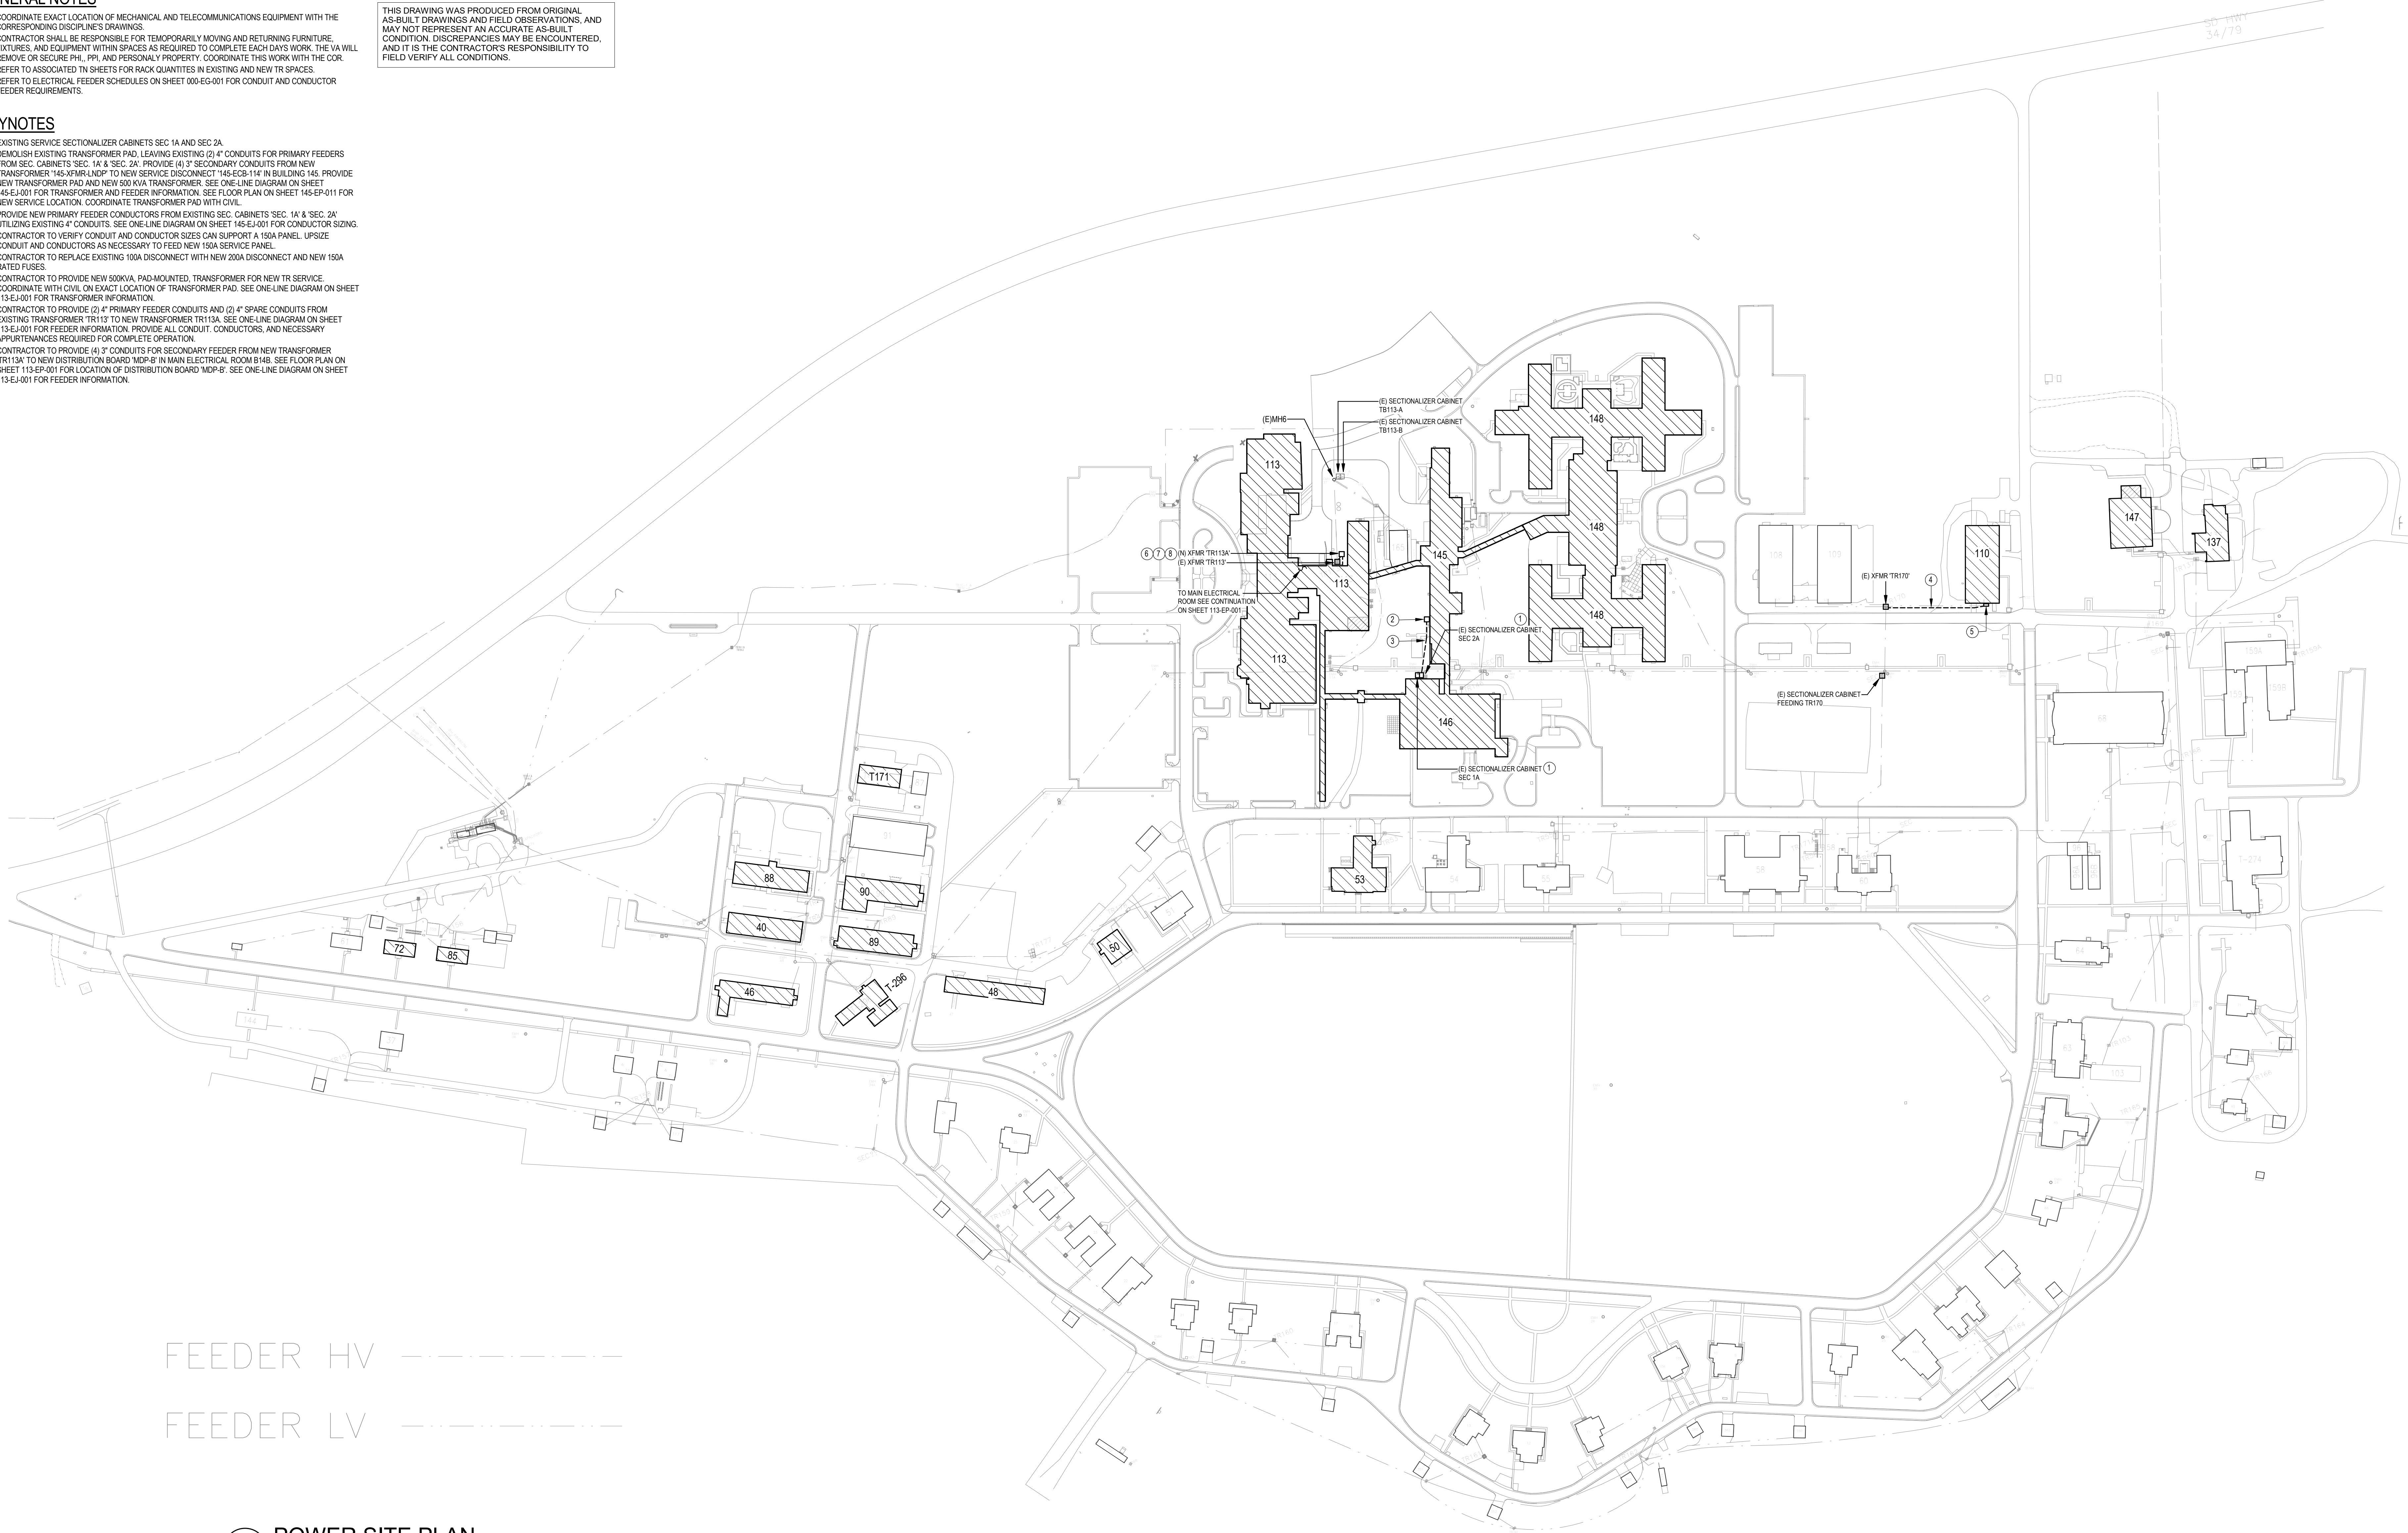 NERAL NOTES
COORDINATE EXACT LOCATION OF MECHANICAL AND TELECOMMUNICATIONS EQUIPMENT WITH THE
CORRESPONDING DISCIPLINE'S DRAWINGS.
CONTRACTOR SHALL BE RESPONSIBLE FOR TEMOPORARILY MOVING AND RETURNING FURNITURE,
FIXTURES, AND EQUIPMENT WITHIN SPACES AS REQUIRED TO COMPLETE EACH DAYS WORK. THE VA WILL
REMOVE OR SECURE PHI,, PPI, AND PERSONALY PROPERTY. COORDINATE THIS WORK WITH THE COR.
REFER TO ASSOCIATED TN SHEETS FOR RACK QUANTITES IN EXISTING AND NEW TR SPACES.
REFER TO ELECTRICAL FEEDER SCHEDULES ON SHEET 000-EG-001 FOR CONDUIT AND CONDUCTOR
FEEDER REQUIREMENTS.
THIS DRAWING WAS PRODUCED FROM ORIGINAL
AS-BUILT DRAWINGS AND FIELD OBSERVATIONS, AND
MAY NOT REPRESENT AN ACCURATE AS-BUILT
CONDITION. DISCREPANCIES MAY BE ENCOUNTERED,
AND IT IS THE CONTRACTOR'S RESPONSIBILITY TO
FIELD VERIFY ALL CONDITIONS.
YNOTES
EXISTING SERVICE SECTIONALIZER CABINETS SEC 1A AND SEC 2A.
DEMOLISH EXISTING TRANSFORMER PAD, LEAVING EXISTING (2) 4" CONDUITS FOR PRIMARY FEEDERS
FROM SEC. CABINETS 'SEC. 1A' & 'SEC. 2A'. PROVIDE (4) 3" SECONDARY CONDUITS FROM NEW
TRANSFORMER '145-XFMR-LNDP' TO NEW SERVICE DISCONNECT '145-ECB-114' IN BUILDING 145. PROVIDE
NEW TRANSFORMER PAD AND NEW 500 KVA TRANSFORMER. SEE ONE-LINE DIAGRAM ON SHEET
145-EJ-001 FOR TRANSFORMER AND FEEDER INFORMATION. SEE FLOOR PLAN ON SHEET 145-EP-011 FOR
NEW SERVICE LOCATION. COORDINATE TRANSFORMER PAD WITH CIVIL.
PROVIDE NEW PRIMARY FEEDER CONDUCTORS FROM EXISTING SEC. CABINETS 'SEC. 1A' & 'SEC. 2A'
UTILIZING EXISTING 4" CONDUITS. SEE ONE-LINE DIAGRAM ON SHEET 145-EJ-001 FOR CONDUCTOR SIZING.
CONTRACTOR TO VERIFY CONDUIT AND CONDUCTOR SIZES CAN SUPPORT A 150A PANEL. UPSIZE
CONDUIT AND CONDUCTORS AS NECESSARY TO FEED NEW 150A SERVICE PANEL.
CONTRACTOR TO REPLACE EXISTING 100A DISCONNECT WITH NEW 200A DISCONNECT AND NEW 150A
RATED FUSES.
CONTRACTOR TO PROVIDE NEW 500KVA, PAD-MOUNTED, TRANSFORMER FOR NEW TR SERVICE.
COORDINATE WITH CIVIL ON EXACT LOCATION OF TRANSFORMER PAD. SEE ONE-LINE DIAGRAM ON SHEET
113-EJ-001 FOR TRANSFORMER INFORMATION.
CONTRACTOR TO PROVIDE (2) 4" PRIMARY FEEDER CONDUITS AND (2) 4" SPARE CONDUITS FROM
EXISTING TRANSFORMER 'TR113' TO NEW TRANSFORMER TR113A. SEE ONE-LINE DIAGRAM ON SHEET
113-EJ-001 FOR FEEDER INFORMATION. PROVIDE ALL CONDUIT. CONDUCTORS, AND NECESSARY
APPURTENANCES REQUIRED FOR COMPLETE OPERATION.
CONTRACTOR TO PROVIDE (4) 3" CONDUITS FOR SECONDARY FEEDER FROM NEW TRANSFORMER
'TR113A' TO NEW DISTRIBUTION BOARD 'MDP-B' IN MAIN ELECTRICAL ROOM B14B. SEE FLOOR PLAN ON
SHEET 113-EP-001 FOR LOCATION OF DISTRIBUTION BOARD 'MDP-B'. SEE ONE-LINE DIAGRAM ON SHEET
113-EJ-001 FOR FEEDER INFORMATION.
SD HWY
34/79
(E) SECTIONALIZER CABINET
TB113-A
(E)MH6
(E) SECTIONALIZER CABINET
TB113-B
148
113
148
145
6 7 8 (N) XFMR 'TR113A'
(E) XFMR 'TR113'
113
TO MAIN ELECTRICAL
ROOM SEE CONTINUATION
ON SHEET 113-EP-001
108
109
110
147
137
(E) XFMR 'TR170'
4
5
2
1
148
(E) SECTIONALIZER CABINET
SEC 2A
3
113
(E) SECTIONALIZER CABINET
FEEDING TR170
146
(E) SECTIONALIZER CABINET 1
SEC 1A
T171
88
90
53
40
89
72
85
50
46
T-296
48
T-274
144
103
FEEDER HV
FEEDER LV
POWER SITE PLAN